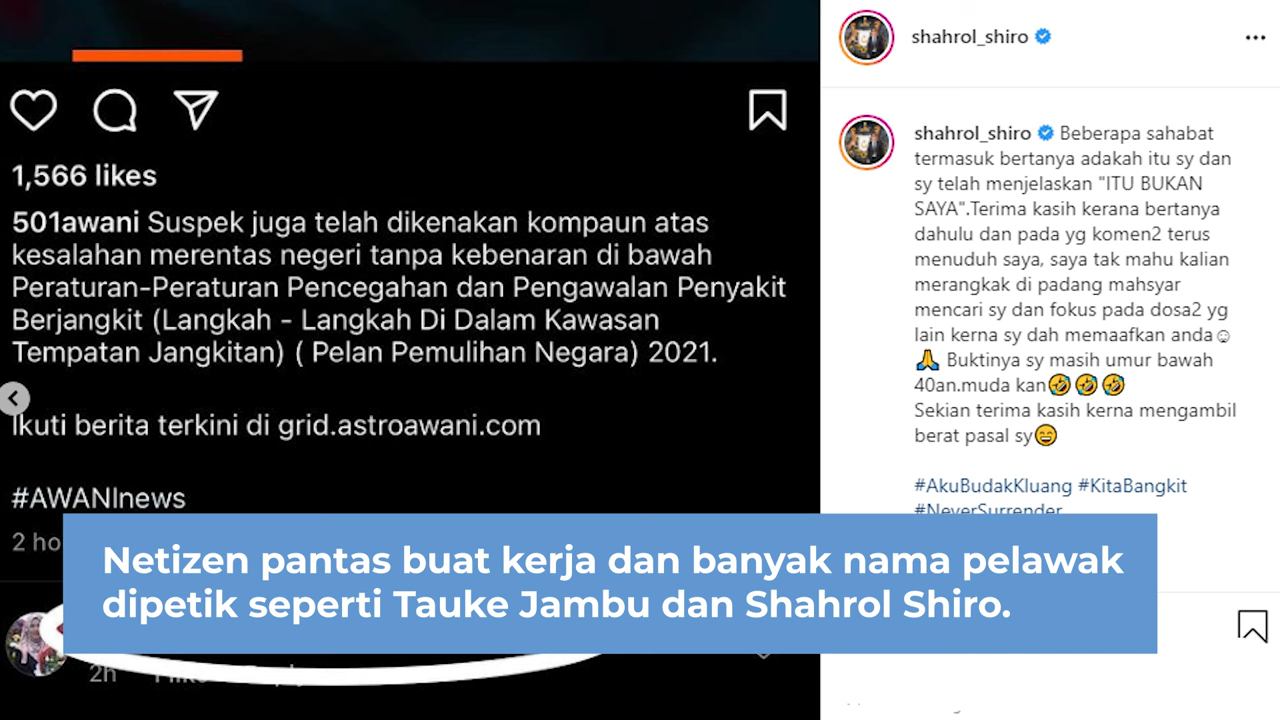 1,566 likes
501awani Suspek juga telah dikenakan kompaun atas
kesalahan merentas negeri tanpa kebenaran di bawah
Peraturan-Peraturan Pencegahan dan Pengawalan Penyakit
Berjangkit (Langkah - Langkah Di Dalam Kawasan
Tempatan Jangkitan) ( Pelan Pemulihan Negara) 2021.
Ikuti berita terkini di grid.astroawani.com
#AWANInews
2 ho
2h
shahrol_shiro
shahrol_shiro Beberapa sahabat
termasuk bertanya adakah itu sy dan
sy telah menjelaskan "ITU BUKAN
SAYA".Terima kasih kerana bertanya
dahulu dan pada yg komen2 terus
menuduh saya, saya tak mahu kalian
merangkak di padang mahsyar
mencari sy dan fokus pada dosa2 yg
lain kerna sy dah memaafkan anda☺
🙏 Buktinya sy masih umur bawah
40an.muda kan🤣🤣🤣
Sekian terima kasih kerna mengambil
berat pasal sy😄
#AkuBudakKluang #KitaBangkit
#NeverSurrender
Netizen pantas buat kerja dan banyak nama pelawak
dipetik seperti Tauke Jambu dan Shahrol Shiro.